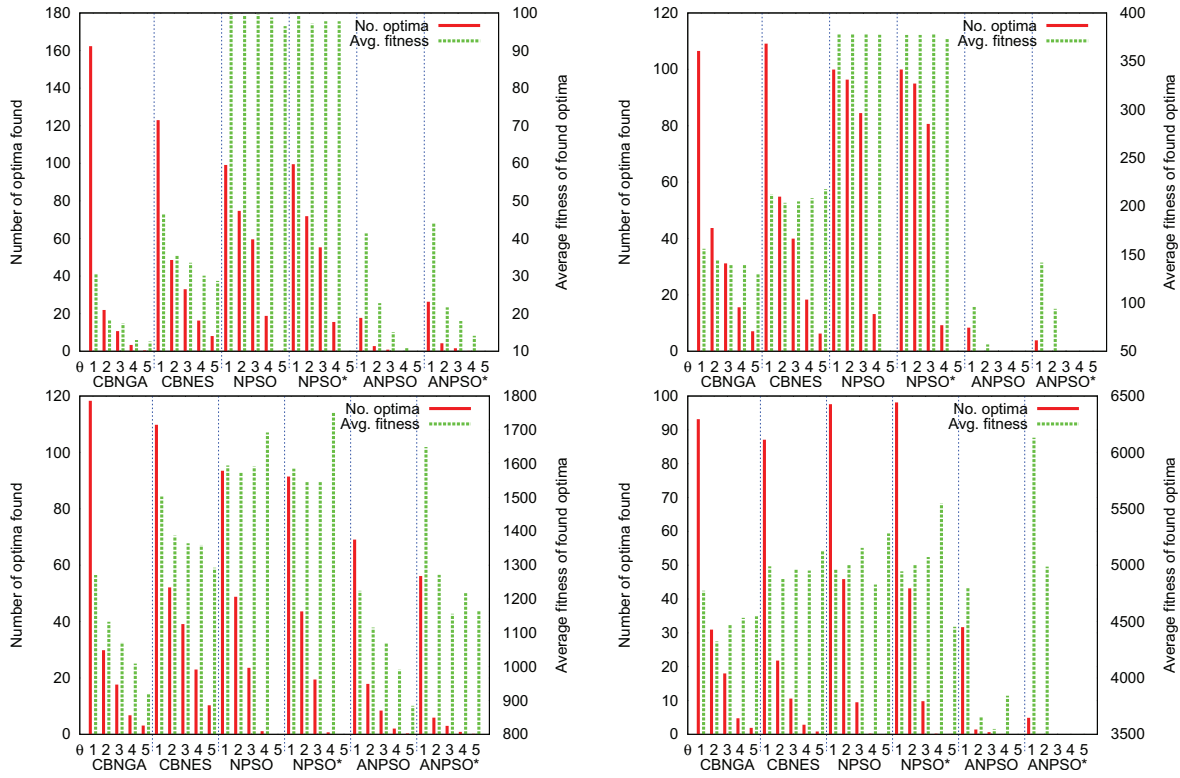 No. optima
Avg. fitness
Number of optima found
Average fitness of found optima
180
160
140
120
100
80
60
40
20
0
100
90
80
70
60
50
40
30
20
10
0 1 2 3 4 5 1 2 3 4 5 1 2 3 4 5 1 2 3 4 5 1 2 3 4 5 1 2 3 4 5
CBNGA CBNES NPSO NPSO* ANPSO ANPSO*
No. optima
Avg. fitness
Number of optima found
Average fitness of found optima
120
100
80
60
40
20
0
400
350
300
250
200
150
100
50
0 1 2 3 4 5 1 2 3 4 5 1 2 3 4 5 1 2 3 4 5 1 2 3 4 5 1 2 3 4 5
CBNGA CBNES NPSO NPSO* ANPSO ANPSO*
No. optima
Avg. fitness
Number of optima found
Average fitness of found optima
120
100
80
60
40
20
0
1800
1700
1600
1500
1400
1300
1200
1100
1000
900
800
0 1 2 3 4 5 1 2 3 4 5 1 2 3 4 5 1 2 3 4 5 1 2 3 4 5 1 2 3 4 5
CBNGA CBNES NPSO NPSO* ANPSO ANPSO*
No. optima
Avg. fitness
Number of optima found
Average fitness of found optima
100
90
80
70
60
50
40
30
20
10
0
6500
6000
5500
5000
4500
4000
3500
0 1 2 3 4 5 1 2 3 4 5 1 2 3 4 5 1 2 3 4 5 1 2 3 4 5 1 2 3 4 5
CBNGA CBNES NPSO NPSO* ANPSO ANPSO*